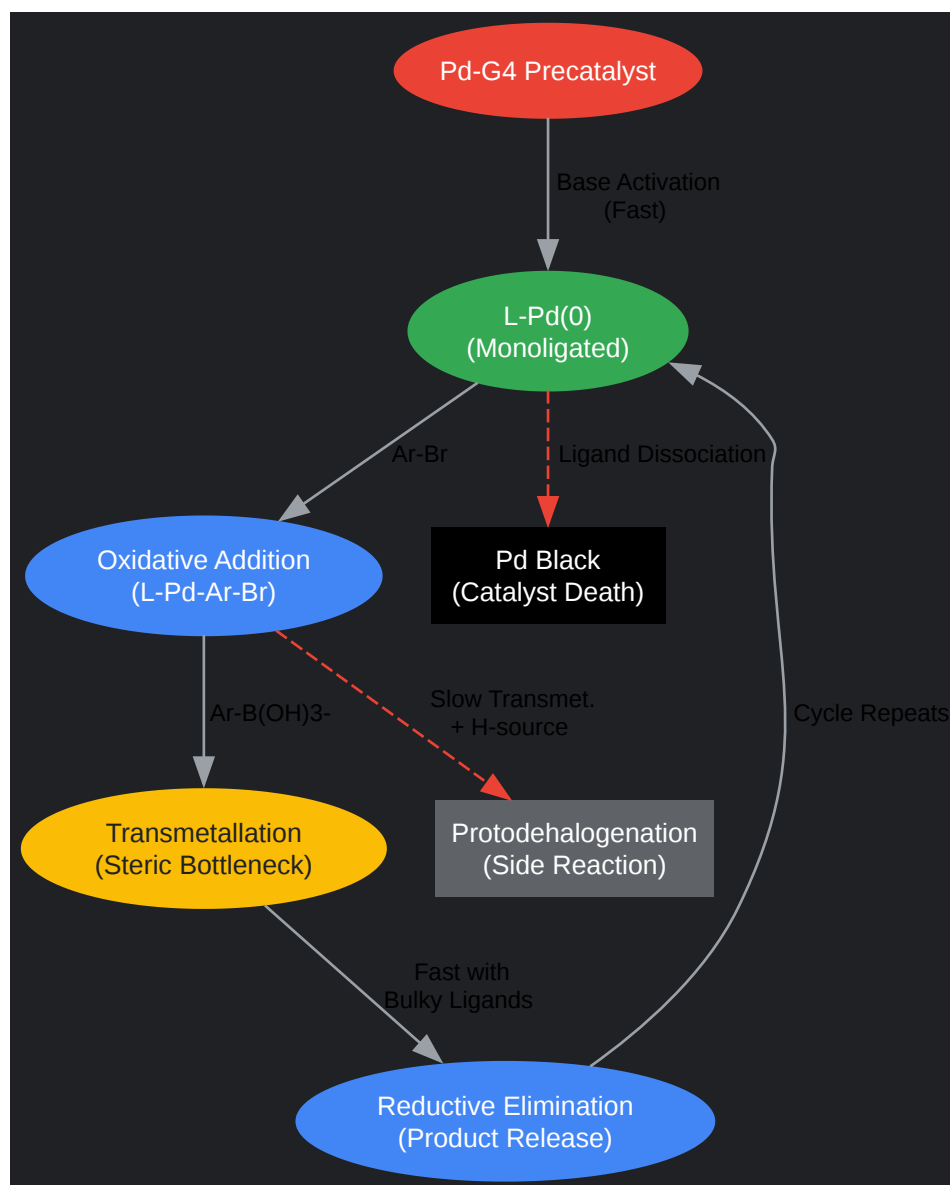 Pd-G4 Precatalyst
Base Activation
(Fast)
L-Pd(0)
(Monoligated)
Ar-Br
Ligand Dissociation
Oxidative Addition
(L-Pd-Ar-Br)
Pd Black
(Catalyst Death)
Ar-B(OH)3-
Slow Transmet.
+ H-source
Cycle Repeats
Transmetallation
(Steric Bottleneck)
Protodehalogenation
(Side Reaction)
Fast with
Bulky Ligands
Reductive Elimination
(Product Release)